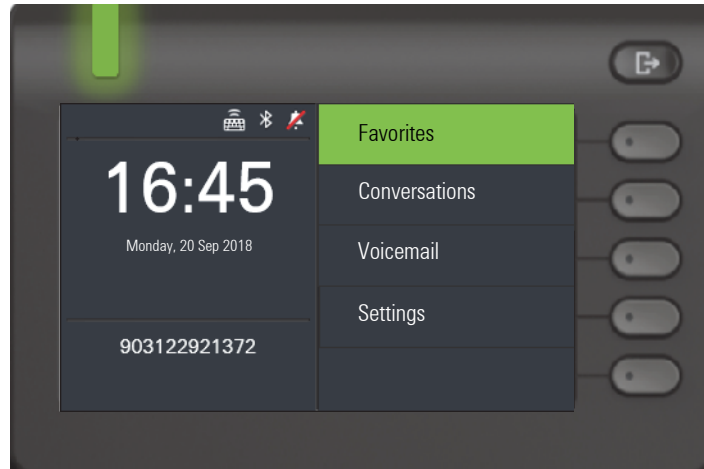 16:45
Monday, 20 Sep 2018
903122921372
Favorites
Conversations
Voicemail
Settings